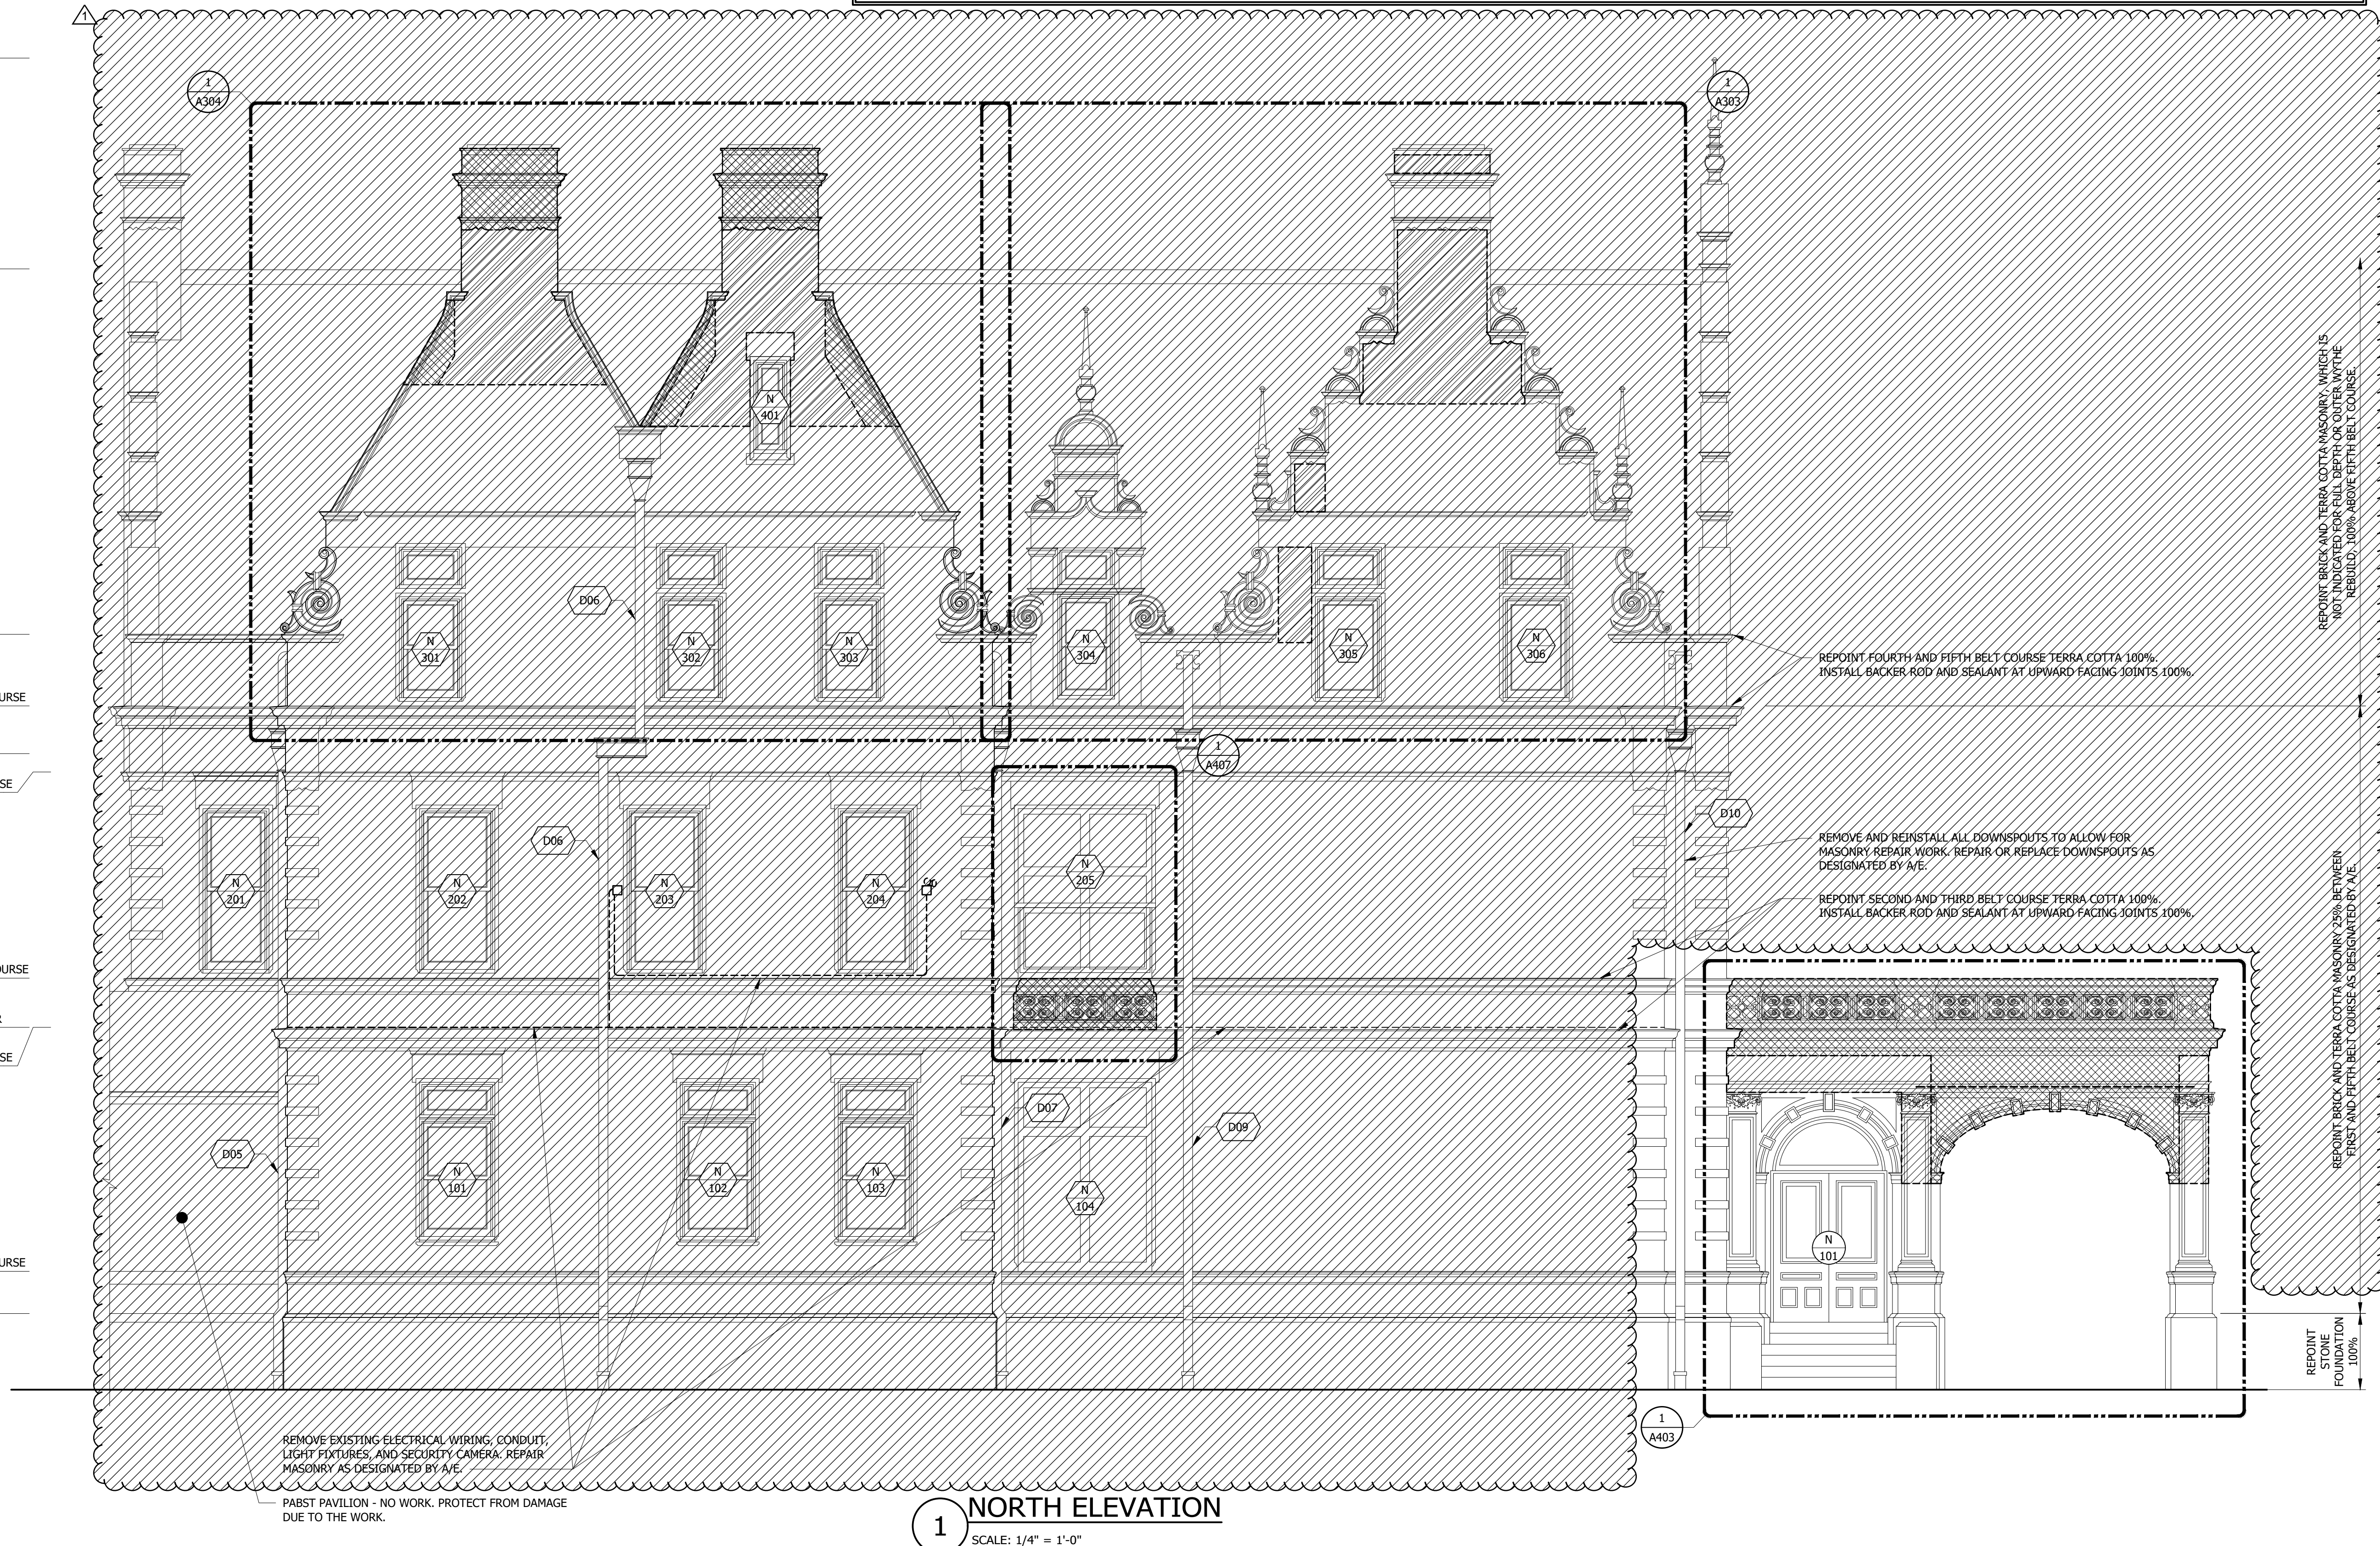 1
1
A304
1
A303
N
401
D06
N
301
N
302
N
303
N
304
N
305
N
306
REPOINT FOURTH AND FIFTH BELT COURSE TERRA COTTA 100%.
INSTALL BACKER ROD AND SEALANT AT UPWARD FACING JOINTS 100%.
REPOINT BRICK AND TERRA COTTA MASONRY, WHICH IS
NOT INDICATED FOR FULL DEPTH OR OUTER WYTHE
REBUILD, 100% ABOVE FIFTH BELT COURSE.
URSE
SE
1
A407
D06
D10
N
201
N
202
N
203
N
204
N
205
REMOVE AND REINSTALL ALL DOWNSPOUTS TO ALLOW FOR
MASONRY REPAIR WORK. REPAIR OR REPLACE DOWNSPOUTS AS
DESIGNATED BY A/E.
REPOINT SECOND AND THIRD BELT COURSE TERRA COTTA 100%.
INSTALL BACKER ROD AND SEALANT AT UPWARD FACING JOINTS 100%.
REPOINT BRICK AND TERRA COTTA MASONRY 25% BETWEEN
FIRST AND FIFTH BELT COURSE AS DESIGNATED BY A/E.
OURSE
R
SE
D05
D07
D09
N
101
N
102
N
103
N
104
N
101
URSE
REPOINT
STONE
FOUNDATION
100%
1
A403
REMOVE EXISTING ELECTRICAL WIRING, CONDUIT,
LIGHT FIXTURES, AND SECURITY CAMERA. REPAIR
MASONRY AS DESIGNATED BY A/E.
PABST PAVILION - NO WORK. PROTECT FROM DAMAGE
DUE TO THE WORK.
1
NORTH ELEVATION
SCALE: 1/4" = 1'-0"